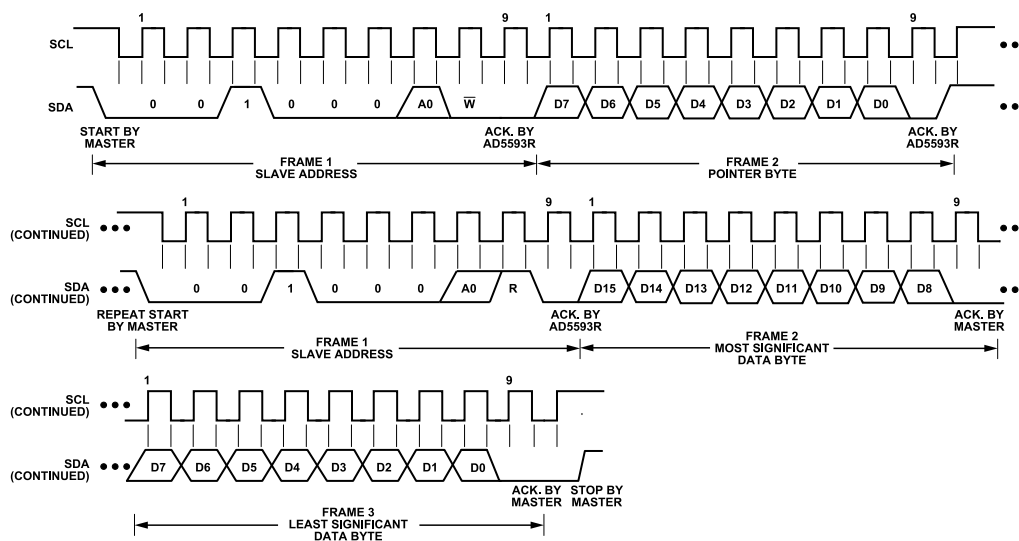 1 9 1 9
SCL
SDA
0 0 1 0 0 0 A0 W̅ D7 D6 D5 D4 D3 D2 D1 D0
START BY
MASTER
ACK. BY
AD5593R
ACK. BY
AD5593R
FRAME 1
SLAVE ADDRESS
FRAME 2
POINTER BYTE
1 9 1 9
SCL
(CONTINUED)
SDA
(CONTINUED)
0 0 1 0 0 0 A0 R D15 D14 D13 D12 D11 D10 D9 D8
REPEAT START
BY MASTER
ACK. BY
AD5593R
ACK. BY
MASTER
FRAME 1
SLAVE ADDRESS
FRAME 2
MOST SIGNIFICANT
DATA BYTE
1 9
SCL
(CONTINUED)
SDA
(CONTINUED)
D7 D6 D5 D4 D3 D2 D1 D0
ACK. BY
MASTER
STOP BY
MASTER
FRAME 3
LEAST SIGNIFICANT
DATA BYTE